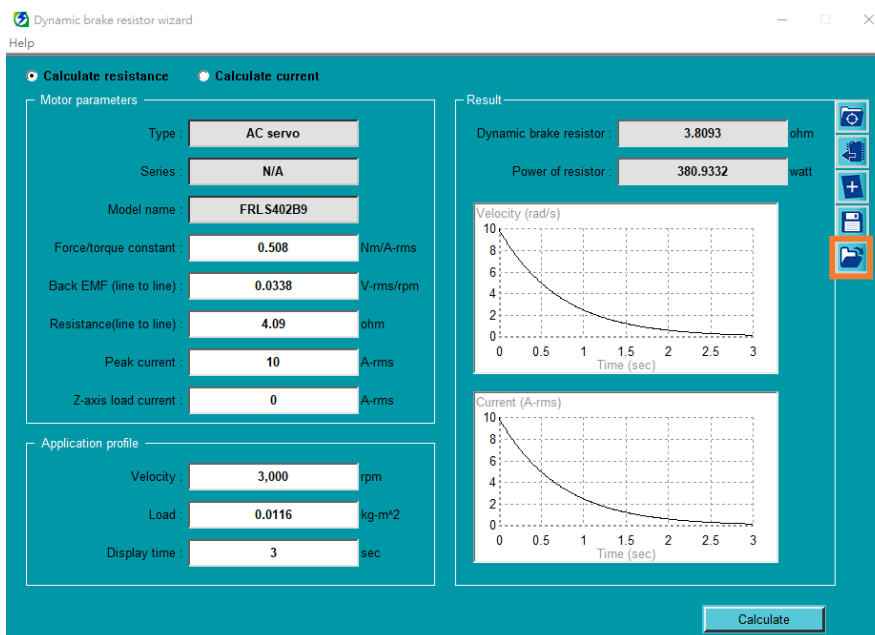 Dynamic brake resistor wizard
Help
Calculate resistance Calculate current
Motor parameters
Type : AC servo
Series : N/A
Model name : FRLS402B9
Force/torque constant : 0.508 Nm/A-rms
Back EMF (line to line) : 0.0338 V-rms/rpm
Resistance(line to line) : 4.09 ohm
Peak current : 10 A-rms
Z-axis load current : 0 A-rms
Application profile
Velocity : 3,000 rpm
Load : 0.0116 kg-m^2
Display time : 3 sec
Result
Dynamic brake resistor : 3.8093 ohm
Power of resistor : 380.9332 watt
Velocity (rad/s)
10
8
6
4
2
0
0 0.5 1 1.5 2 2.5 3
Time (sec)
Current (A-rms)
10
8
6
4
2
0
0 0.5 1 1.5 2 2.5 3
Time (sec)
Calculate